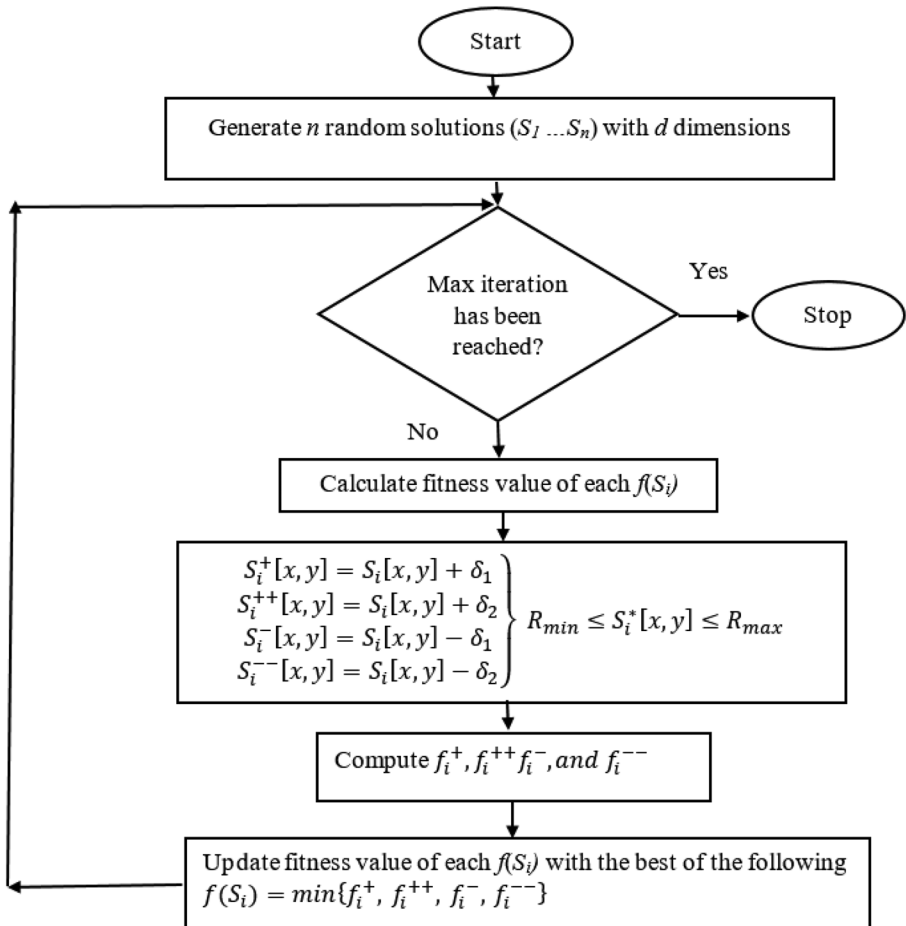 Start
Generate n random solutions (S₁ ...Sₙ) with d dimensions
Max iteration
has been
reached?
Yes
Stop
No
Calculate fitness value of each f(Sᵢ)
Sᵢ⁺[x, y] = Sᵢ[x, y] + δ₁
Sᵢ⁺⁺[x, y] = Sᵢ[x, y] + δ₂
Sᵢ⁻[x, y] = Sᵢ[x, y] − δ₁
Sᵢ⁻⁻[x, y] = Sᵢ[x, y] − δ₂
R_min ≤ Sᵢ*[x, y] ≤ R_max
Compute fᵢ⁺, fᵢ⁺⁺fᵢ⁻, and fᵢ⁻⁻
Update fitness value of each f(Sᵢ) with the best of the following
f(Sᵢ) = min{fᵢ⁺, fᵢ⁺⁺, fᵢ⁻, fᵢ⁻⁻}